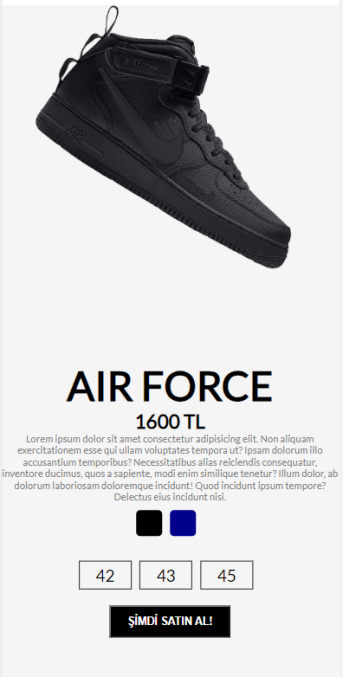 NIKE
AIR
AIR FORCE
1600 TL
Lorem ipsum dolor sit amet consectetur adipisicing elit. Non aliquam
exercitationem esse qui ullam voluptates tempora ut? Ipsam dolorum illo
accusantium temporibus? Necessitatibus alias reiciendis consequatur,
inventore ducimus, quos a sapiente, modi enim similique tenetur? Illum dolor, ab
dolorum laboriosam doloremque incidunt! Quod incidunt ipsum tempore?
Delectus eius incidunt nisi.
42 43 45
ŞİMDİ SATIN AL!